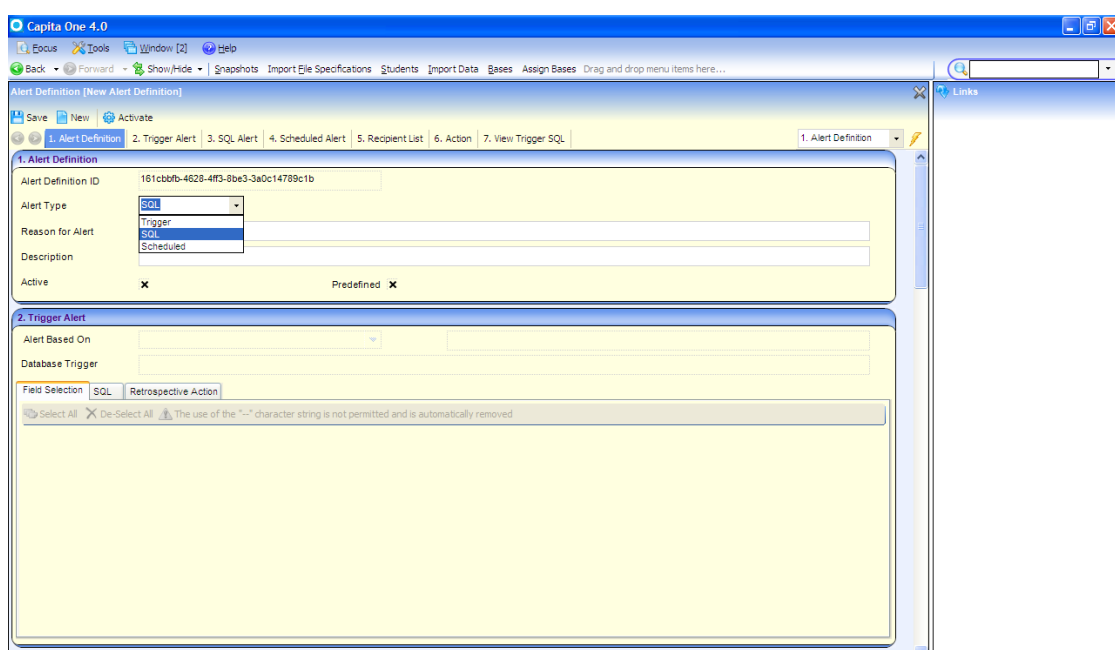 Capita One 4.0
Focus Tools Window [2] Help
Back Forward Show/Hide Snapshots Import File Specifications Students Import Data Bases Assign Bases Drag and drop menu items here...
Alert Definition [New Alert Definition] Links
Save New Activate
1. Alert Definition 2. Trigger Alert 3. SQL Alert 4. Scheduled Alert 5. Recipient List 6. Action 7. View Trigger SQL 1. Alert Definition
1. Alert Definition
Alert Definition ID 161cbbfb-4628-4ff3-8be3-3a0c14789c1b
Alert Type SQL
Trigger
Reason for Alert SQL
Scheduled
Description
Active Predefined
2. Trigger Alert
Alert Based On
Database Trigger
Field Selection SQL Retrospective Action
Select All De-Select All The use of the "--" character string is not permitted and is automatically removed